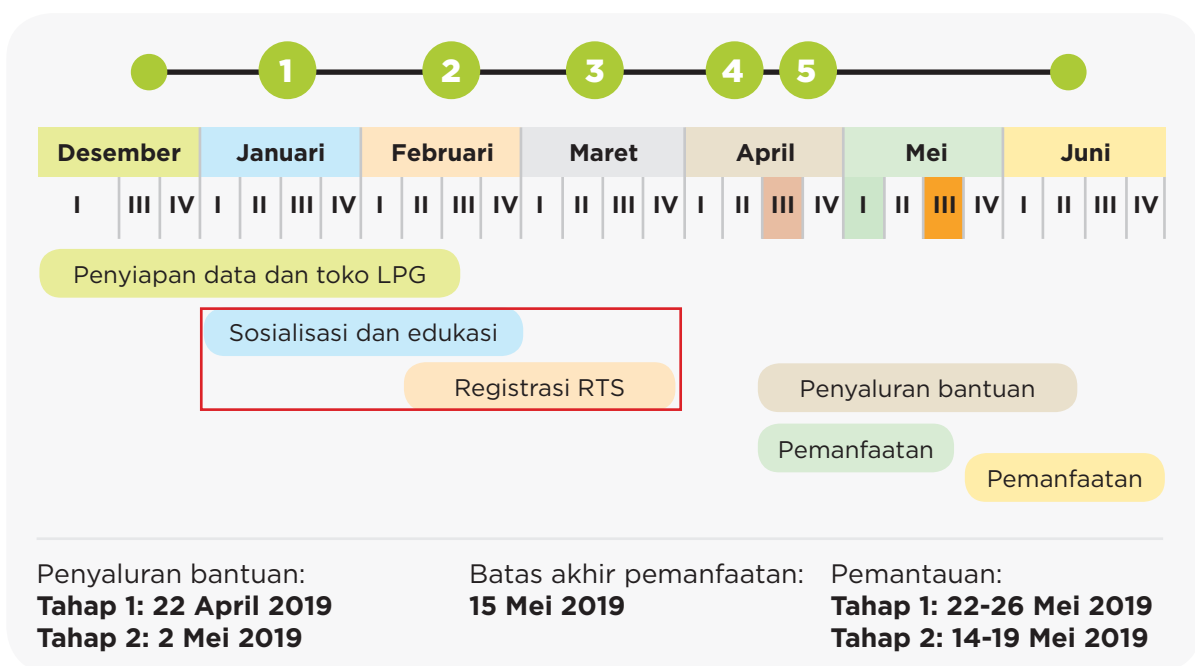 1 2 3 4 5
Desember Januari Februari Maret April Mei Juni
I III IV I II III IV I II III IV I II III IV I II III IV I II III IV I II III IV
Penyiapan data dan toko LPG
Sosialisasi dan edukasi
Registrasi RTS
Penyaluran bantuan
Pemanfaatan
Pemanfaatan
Penyaluran bantuan:
Tahap 1: 22 April 2019
Tahap 2: 2 Mei 2019
Batas akhir pemanfaatan:
15 Mei 2019
Pemantauan:
Tahap 1: 22-26 Mei 2019
Tahap 2: 14-19 Mei 2019